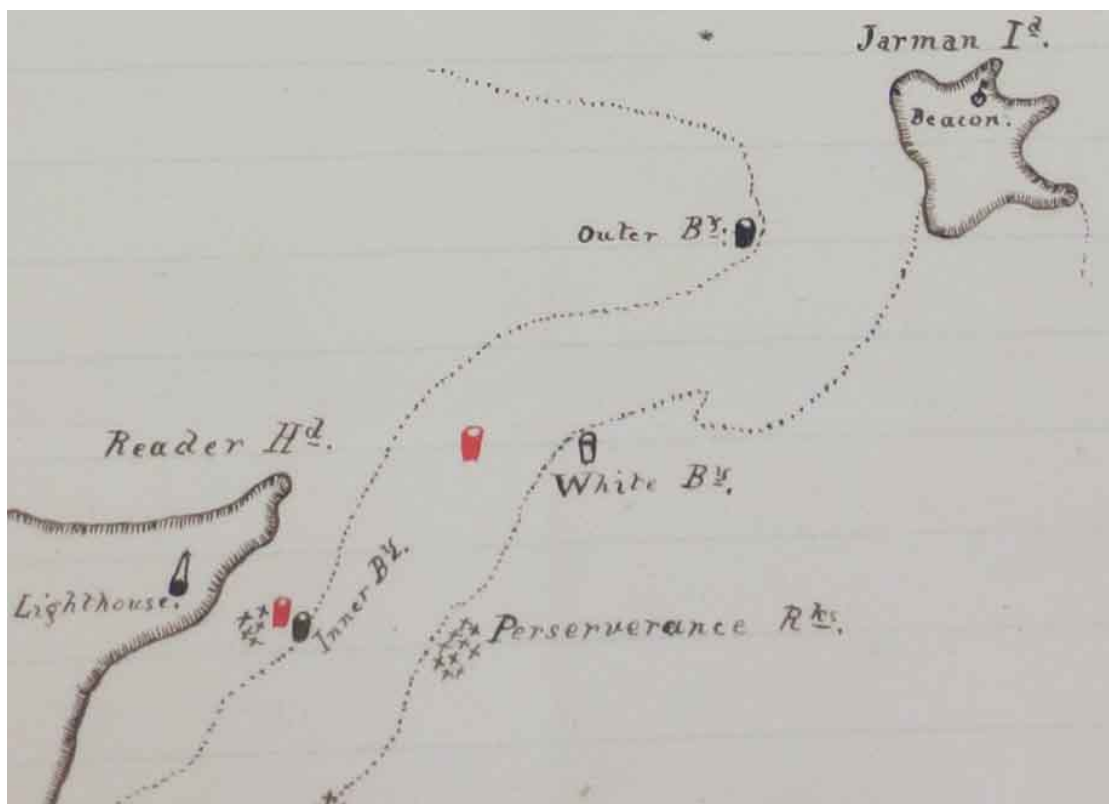 Jarman Id.
Beacon.
Outer By.
Reader Hd.
White By.
Inner By.
Lighthouse.
Perserverance Rks.